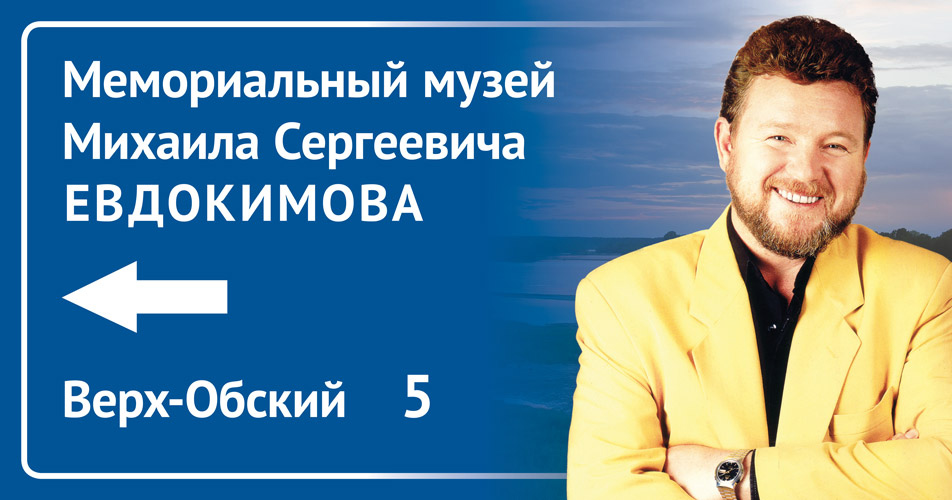 Мемориальный музей
Михаила Сергеевича
ЕВДОКИМОВА
Верх-Обский 5